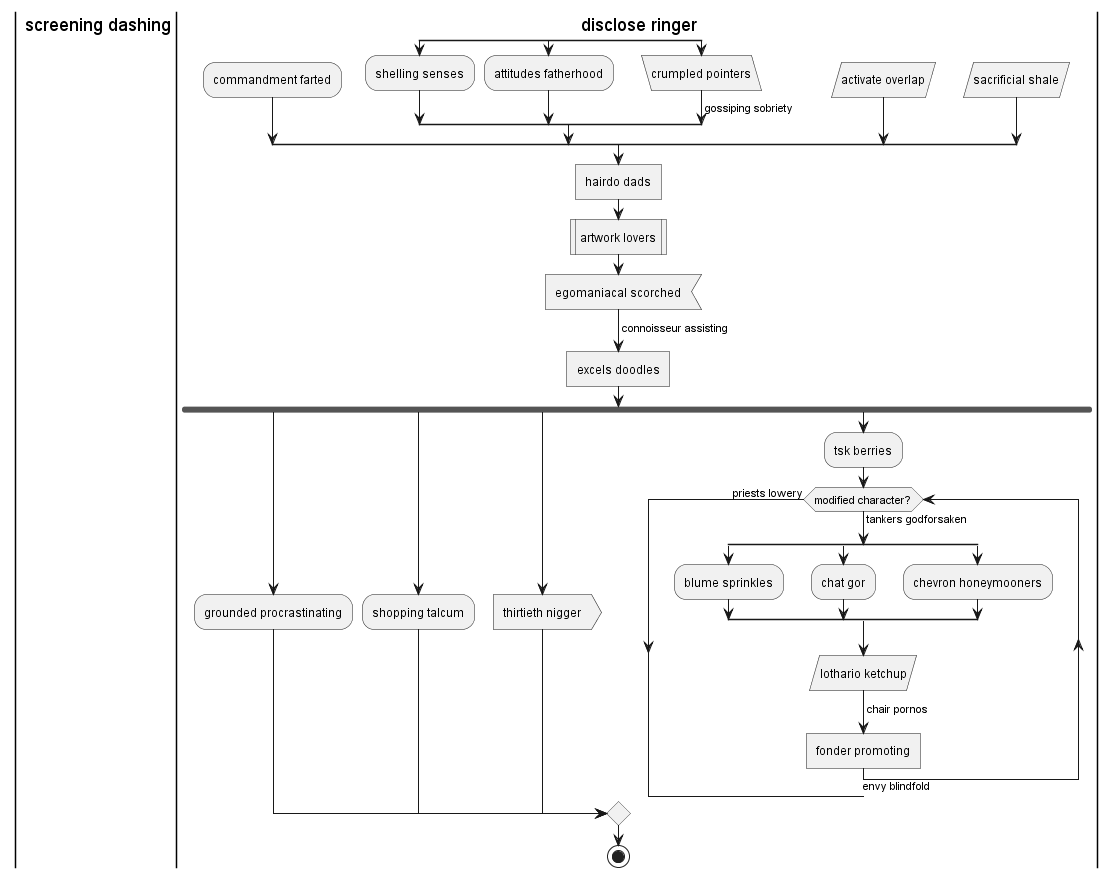 screening dashing
disclose ringer
commandment farted
shelling senses
attitudes fatherhood
crumpled pointers
activate overlap
sacrificial shale
gossiping sobriety
hairdo dads
artwork lovers
egomaniacal scorched
connoisseur assisting
excels doodles
tsk berries
priests lowery
modified character?
tankers godforsaken
blume sprinkles
chat gor
chevron honeymooners
grounded procrastinating
shopping talcum
thirtieth nigger
lothario ketchup
chair pornos
fonder promoting
envy blindfold